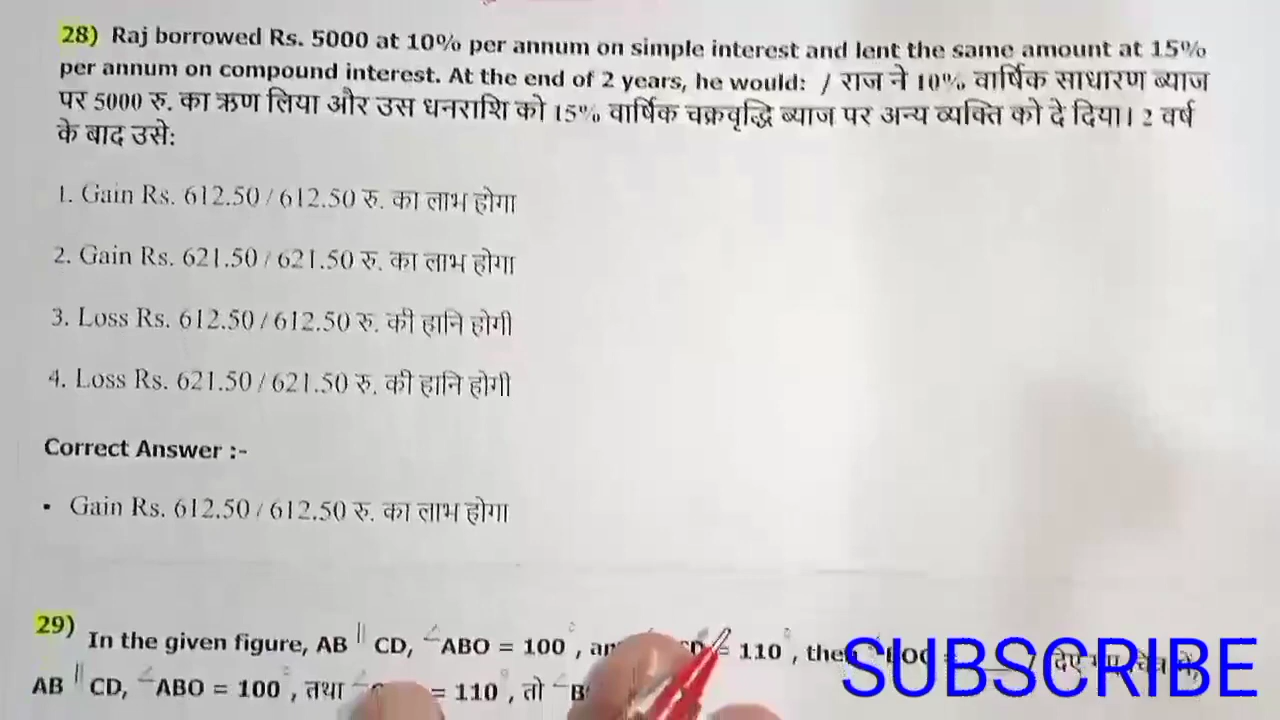 28) Raj borrowed Rs. 5000 at 10% per annum on simple interest and lent the same amount at 15%
per annum on compound interest. At the end of 2 years, he would: / राज ने 10% वार्षिक साधारण ब्याज
पर 5000 रु. का ऋण लिया और उस धनराशि को 15% वार्षिक चक्रवृद्धि ब्याज पर अन्य व्यक्ति को दे दिया। 2 वर्ष
के बाद उसे:
1. Gain Rs. 612.50 / 612.50 रु. का लाभ होगा
2. Gain Rs. 621.50 / 621.50 रु. का लाभ होगा
3. Loss Rs. 612.50 / 612.50 रु. की हानि होगी
4. Loss Rs. 621.50 / 621.50 रु. की हानि होगी
Correct Answer :-
• Gain Rs. 612.50 / 612.50 रु. का लाभ होगा
29) In the given figure, AB || CD, ∠ABO = 100°, = 110°, then
AB || CD, ∠ABO = 100°, तथा = 110°, तो
SUBSCRIBE